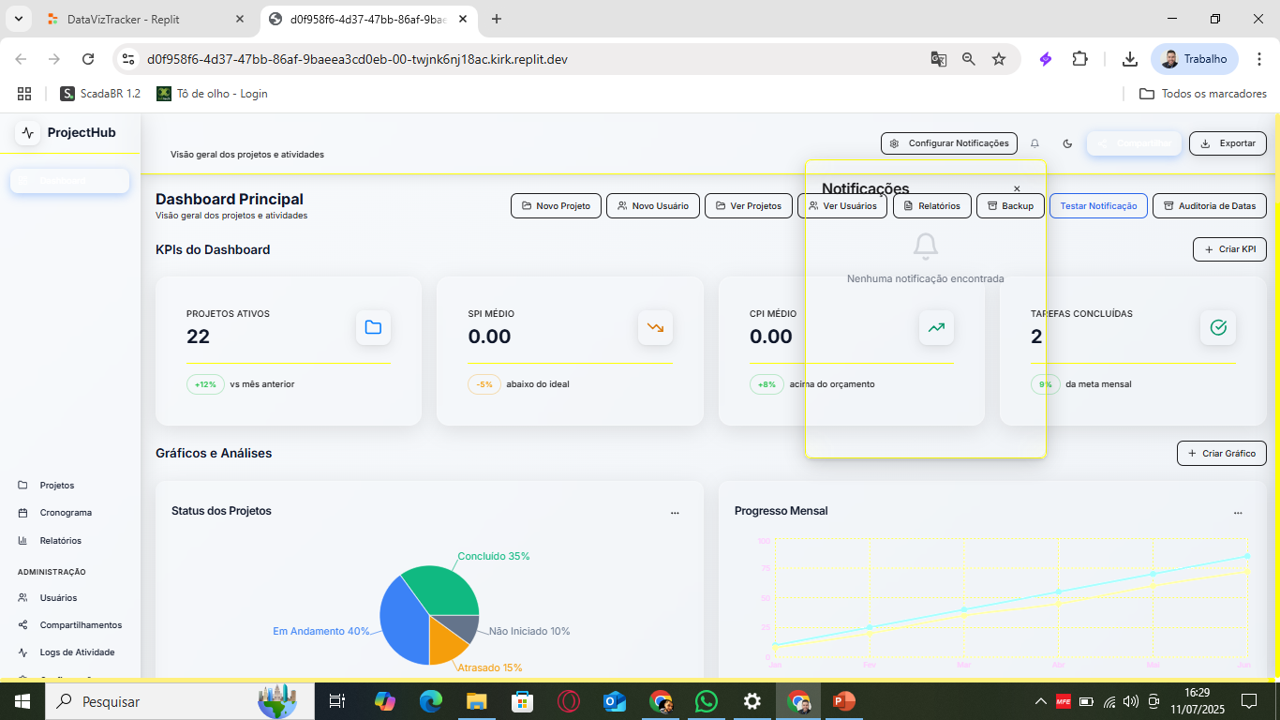 DataVizTracker - Replit
d0f958f6-4d37-47bb-86af-9bae
d0f958f6-4d37-47bb-86af-9baeea3cd0eb-00-twjnk6nj18ac.kirk.replit.dev
Trabalho
ScadaBR 1.2
Tô de olho - Login
Todos os marcadores
ProjectHub
Visão geral dos projetos e atividades
Configurar Notificações
Compartilhar
Exportar
Dashboard Principal
Visão geral dos projetos e atividades
Novo Projeto
Novo Usuário
Ver Projetos
Ver Usuários
Relatórios
Backup
Testar Notificação
Auditoria de Datas
Notificações
Nenhuma notificação encontrada
KPIs do Dashboard
Criar KPI
PROJETOS ATIVOS
22
+12% vs mês anterior
SPI MÉDIO
0.00
-5% abaixo do ideal
CPI MÉDIO
0.00
+8% acima do orçamento
TAREFAS CONCLUÍDAS
2
9% da meta mensal
Gráficos e Análises
Criar Gráfico
Projetos
Cronograma
Relatórios
ADMINISTRAÇÃO
Usuários
Compartilhamentos
Logs de Atividade
Status dos Projetos
...
Concluído 35%
Em Andamento 40%
Não Iniciado 10%
Atrasado 15%
Progresso Mensal
...
100
75
50
25
0
Jan Fev Mar Abr Mai Jun
Pesquisar
MPE
16:29
11/07/2025